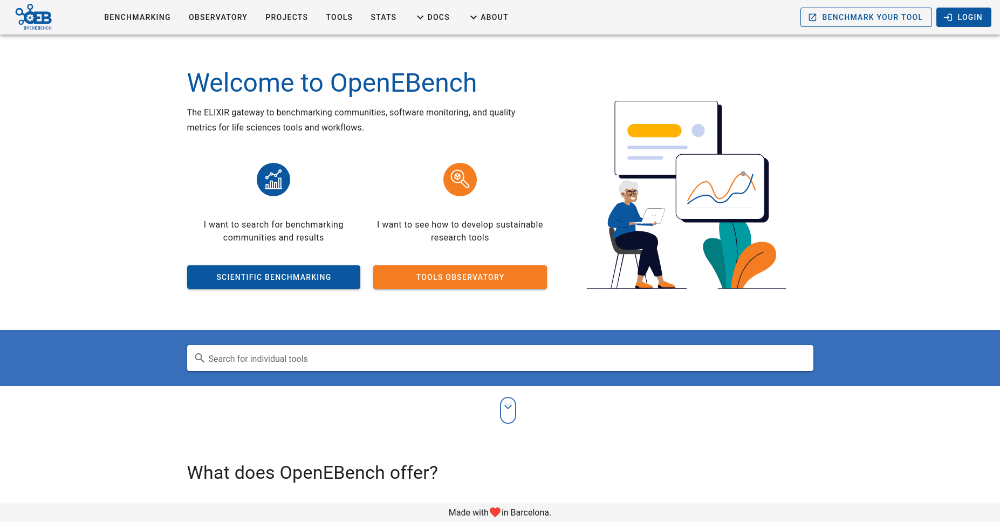 OPENEBENCH
BENCHMARKING
OBSERVATORY
PROJECTS
TOOLS
STATS
DOCS
ABOUT
BENCHMARK YOUR TOOL
LOGIN
Welcome to OpenEBench
The ELIXIR gateway to benchmarking communities, software monitoring, and quality
metrics for life sciences tools and workflows.
I want to search for benchmarking
communities and results
I want to see how to develop sustainable
research tools
SCIENTIFIC BENCHMARKING
TOOLS OBSERVATORY
Search for individual tools
What does OpenEBench offer?
Made with in Barcelona.